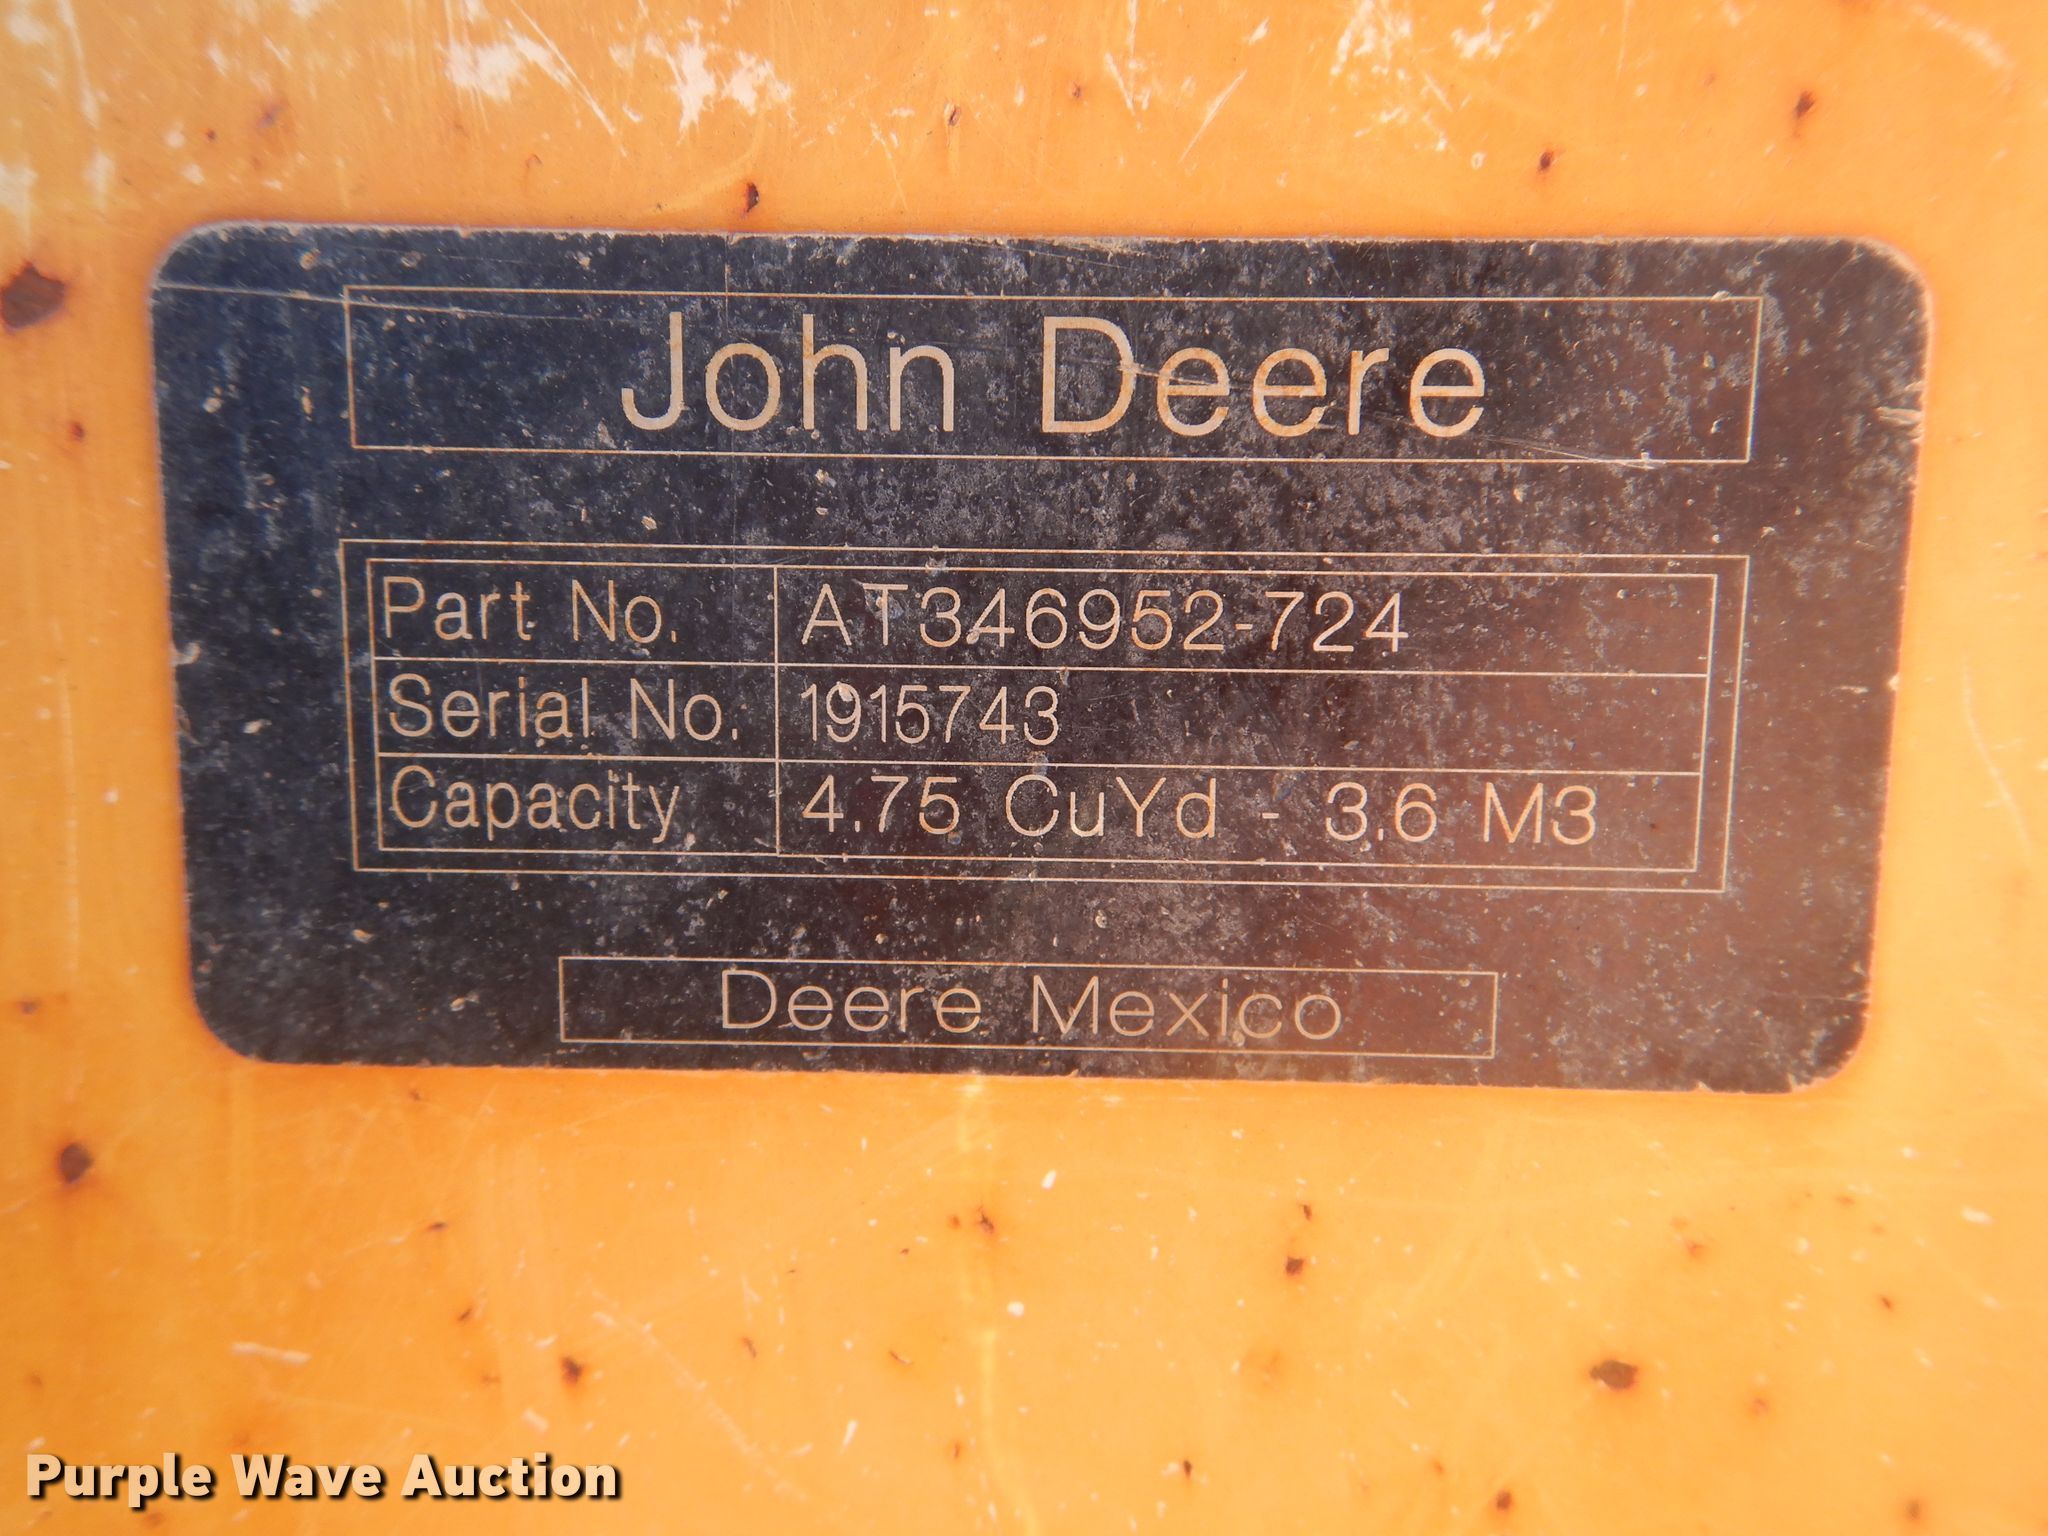 John Deere
Part No. AT346952-724
Serial No. 1915743
Capacity 4.75 CuYd - 3.6 M3
Deere Mexico
Purple Wave Auction